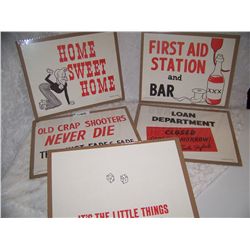 HOME
SWEET
HOME
FIRST AID
STATION
and
BAR
XXX
OLD CRAP SHOOTERS
NEVER DIE
LOAN
DEPARTMENT
CLOSED
IT'S THE LITTLE THINGS